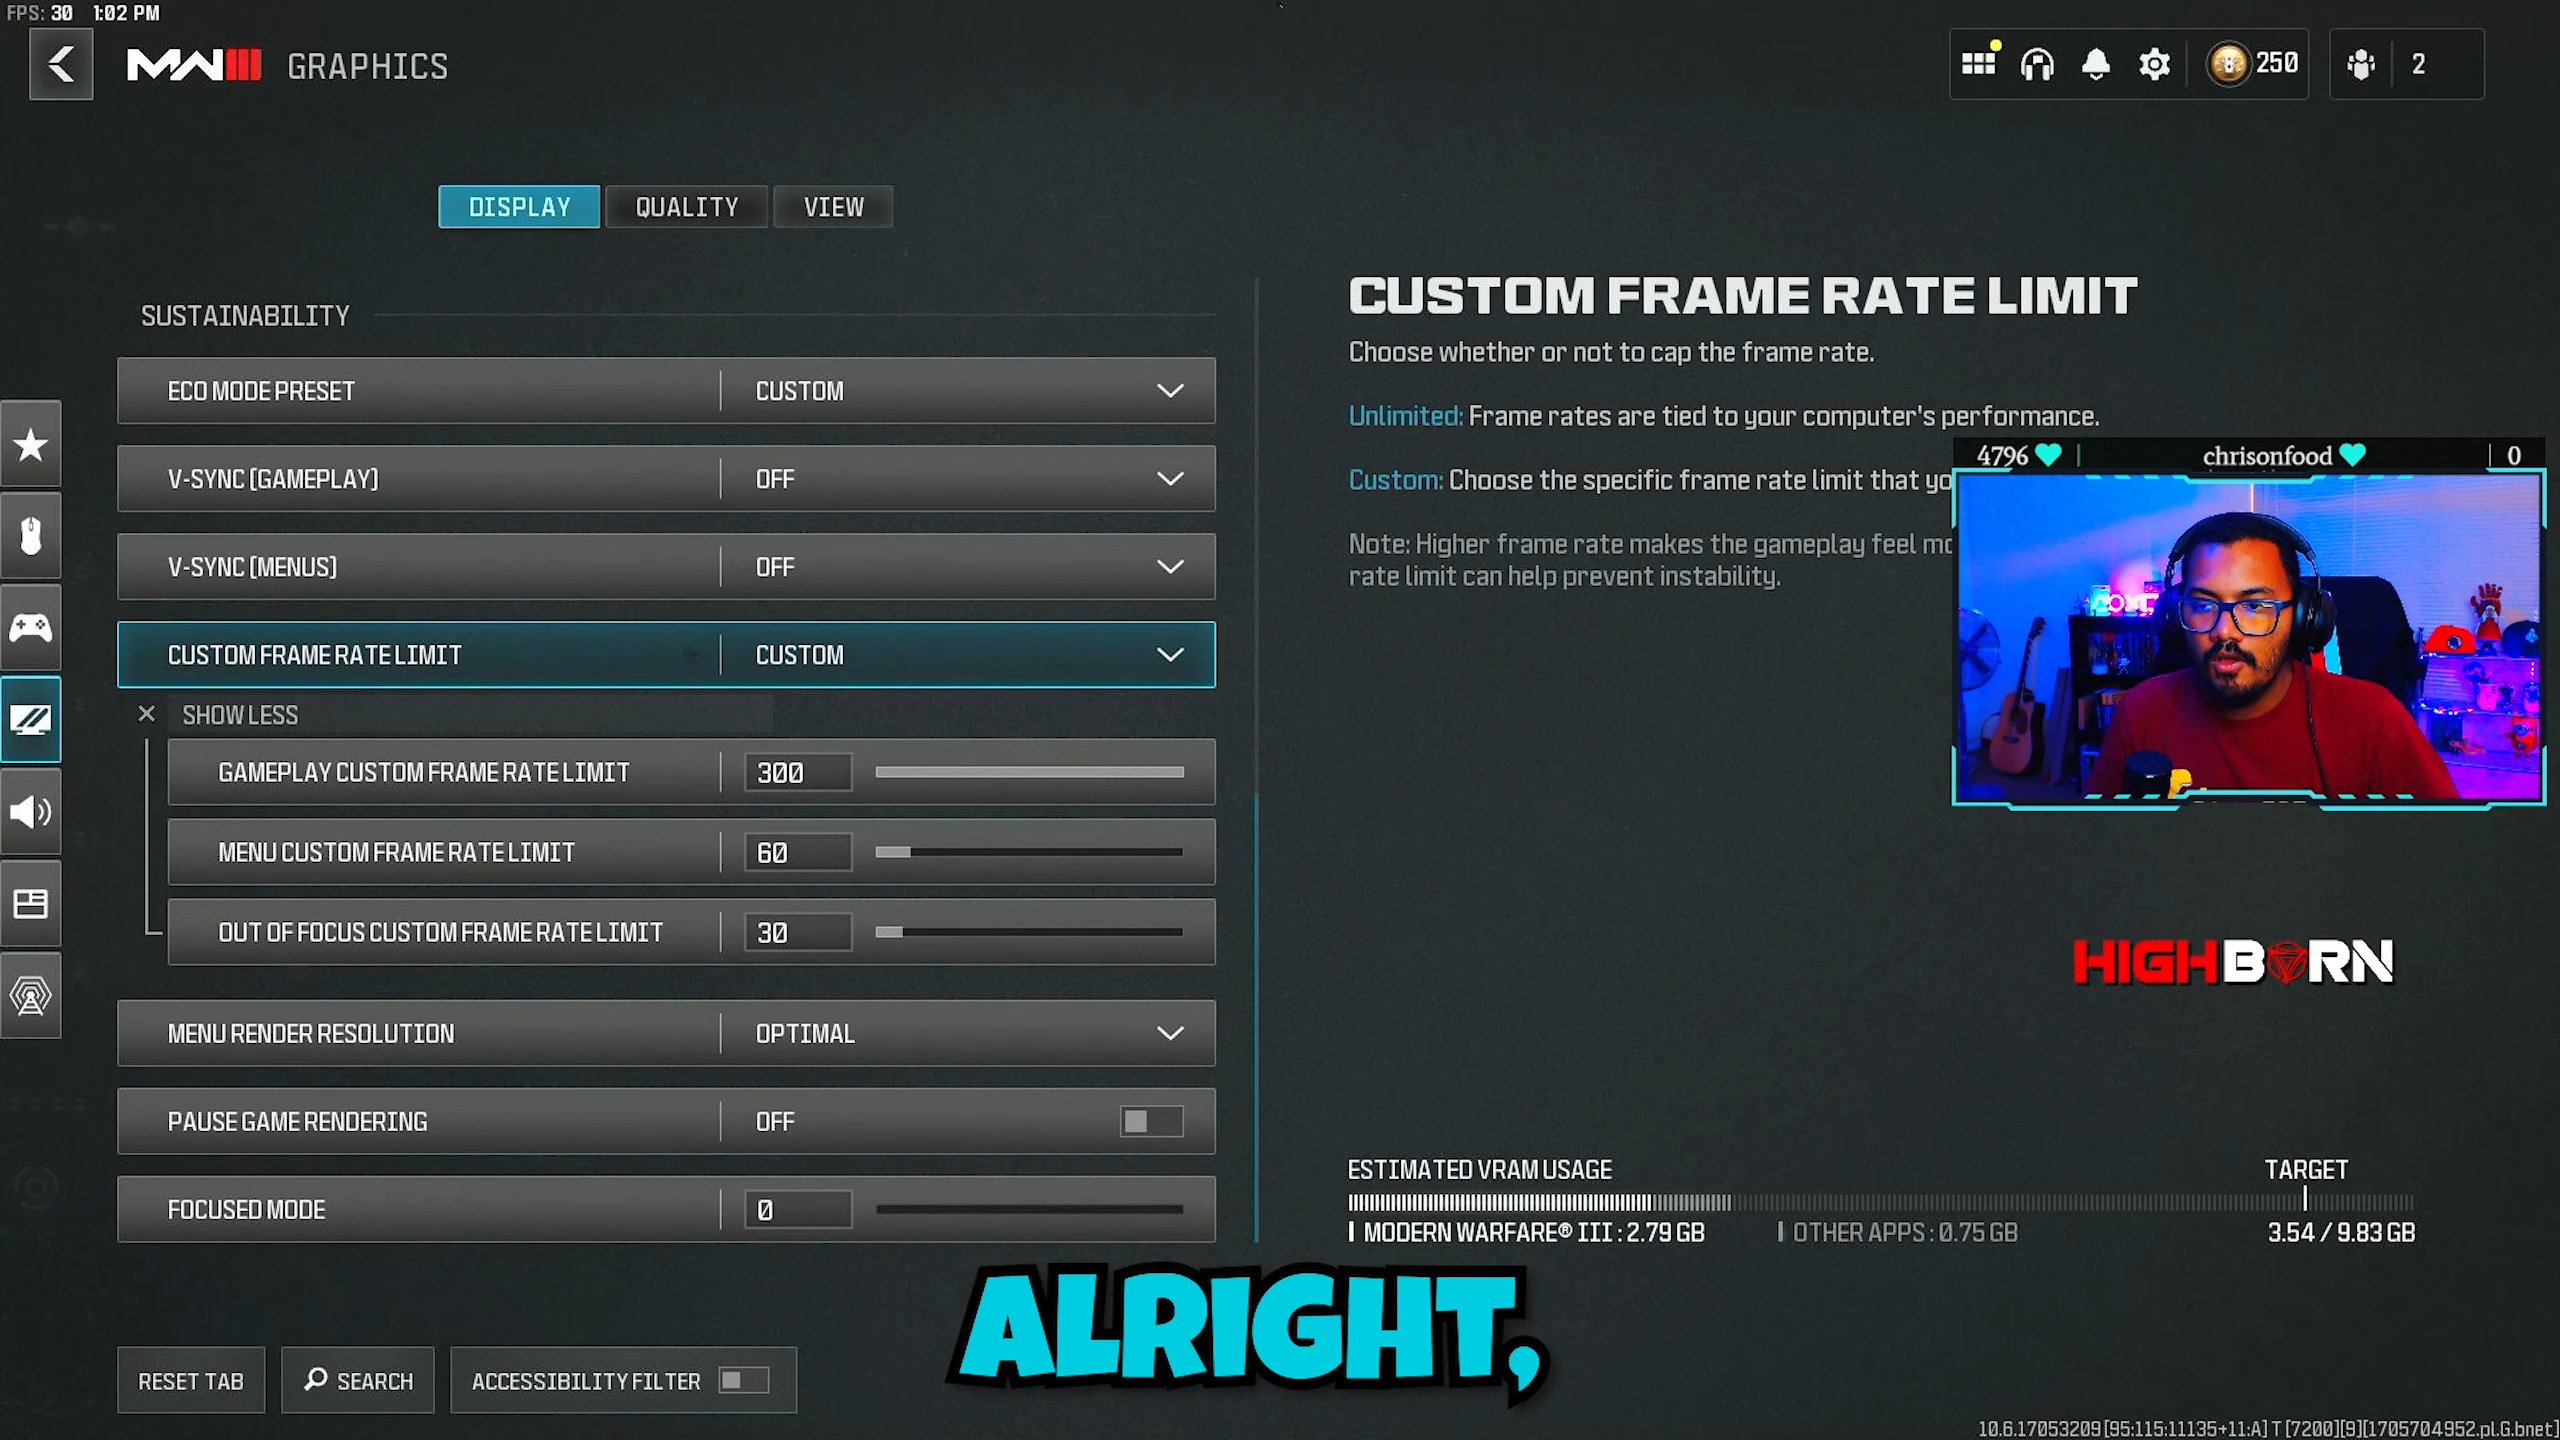 FPS: 30 1:02 PM
MWIII GRAPHICS
250
2
DISPLAY
QUALITY
VIEW
SUSTAINABILITY
ECO MODE PRESET CUSTOM
V-SYNC (GAMEPLAY) OFF
V-SYNC (MENUS) OFF
CUSTOM FRAME RATE LIMIT CUSTOM
SHOW LESS
GAMEPLAY CUSTOM FRAME RATE LIMIT 300
MENU CUSTOM FRAME RATE LIMIT 60
OUT OF FOCUS CUSTOM FRAME RATE LIMIT 30
MENU RENDER RESOLUTION OPTIMAL
PAUSE GAME RENDERING OFF
FOCUSED MODE 0
RESET TAB
SEARCH
ACCESSIBILITY FILTER
CUSTOM FRAME RATE LIMIT
Choose whether or not to cap the frame rate.
Unlimited: Frame rates are tied to your computer's performance.
Custom: Choose the specific frame rate limit that
Note: Higher frame rate makes the gameplay feel
rate limit can help prevent instability.
4796 chrisonfood 0
HIGHBORN
ESTIMATED VRAM USAGE TARGET
MODERN WARFARE® III : 2.79 GB OTHER APPS : 0.75 GB 3.54 / 9.83 GB
ALRIGHT,
10.6.17053209 [95:115:11135+11:A] T [7200][9][1705704952.pl.G.bnet]